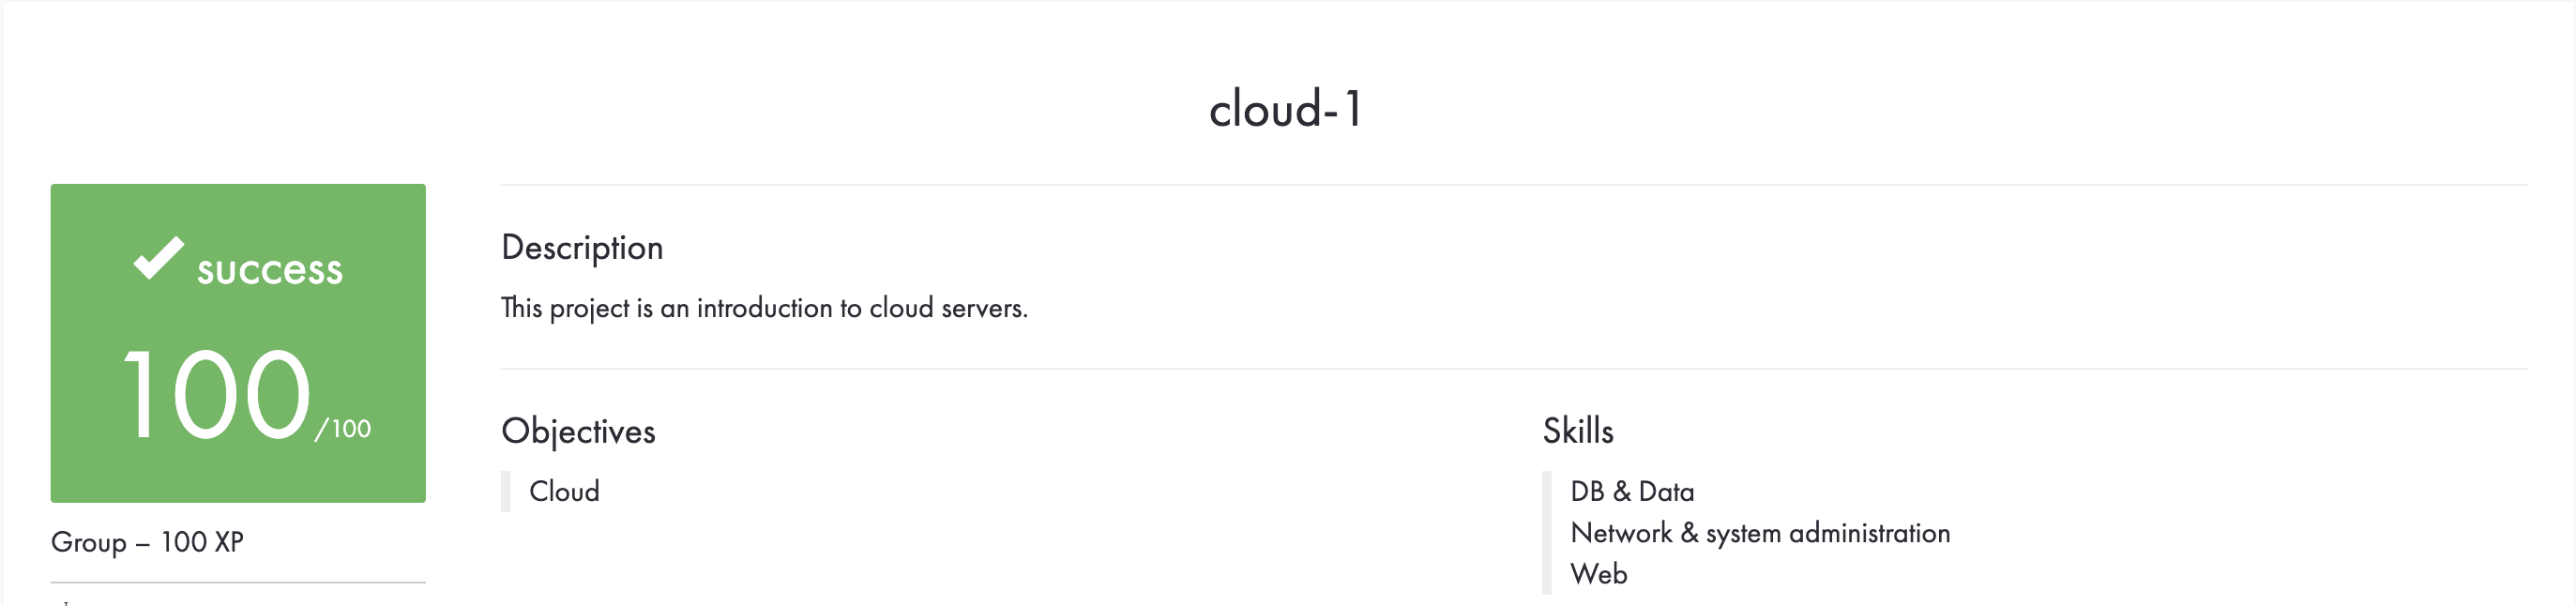 cloud-1
success
100/100
Group – 100 XP
Description
This project is an introduction to cloud servers.
Objectives
Cloud
Skills
DB & Data
Network & system administration
Web